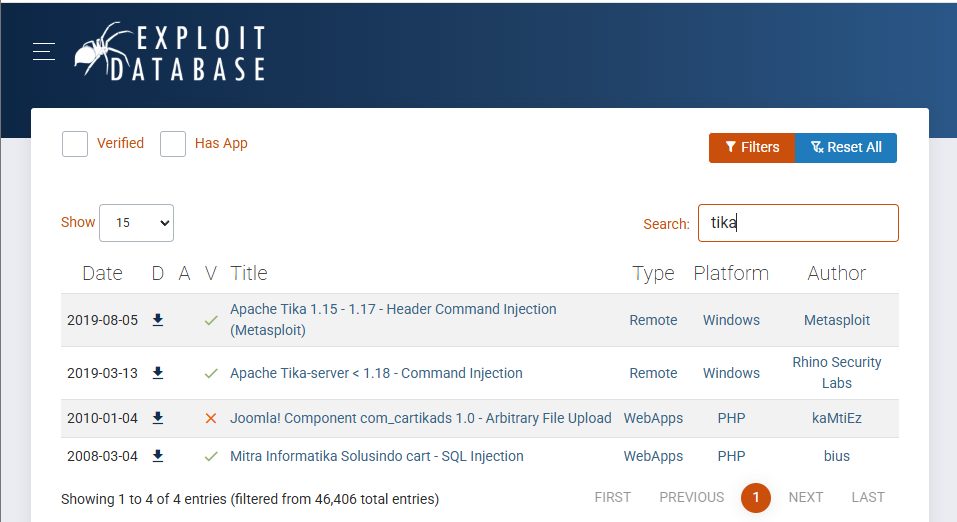 EXPLOIT
DATABASE
Verified Has App
Filters Reset All
Show 15 Search: tika
Date D A V Title Type Platform Author
2019-08-05 Apache Tika 1.15 - 1.17 - Header Command Injection (Metasploit) Remote Windows Metasploit
2019-03-13 Apache Tika-server < 1.18 - Command Injection Remote Windows Rhino Security Labs
2010-01-04 Joomla! Component com_cartikads 1.0 - Arbitrary File Upload WebApps PHP kaMtiEz
2008-03-04 Mitra Informatika Solusindo cart - SQL Injection WebApps PHP bius
Showing 1 to 4 of 4 entries (filtered from 46,406 total entries) FIRST PREVIOUS 1 NEXT LAST